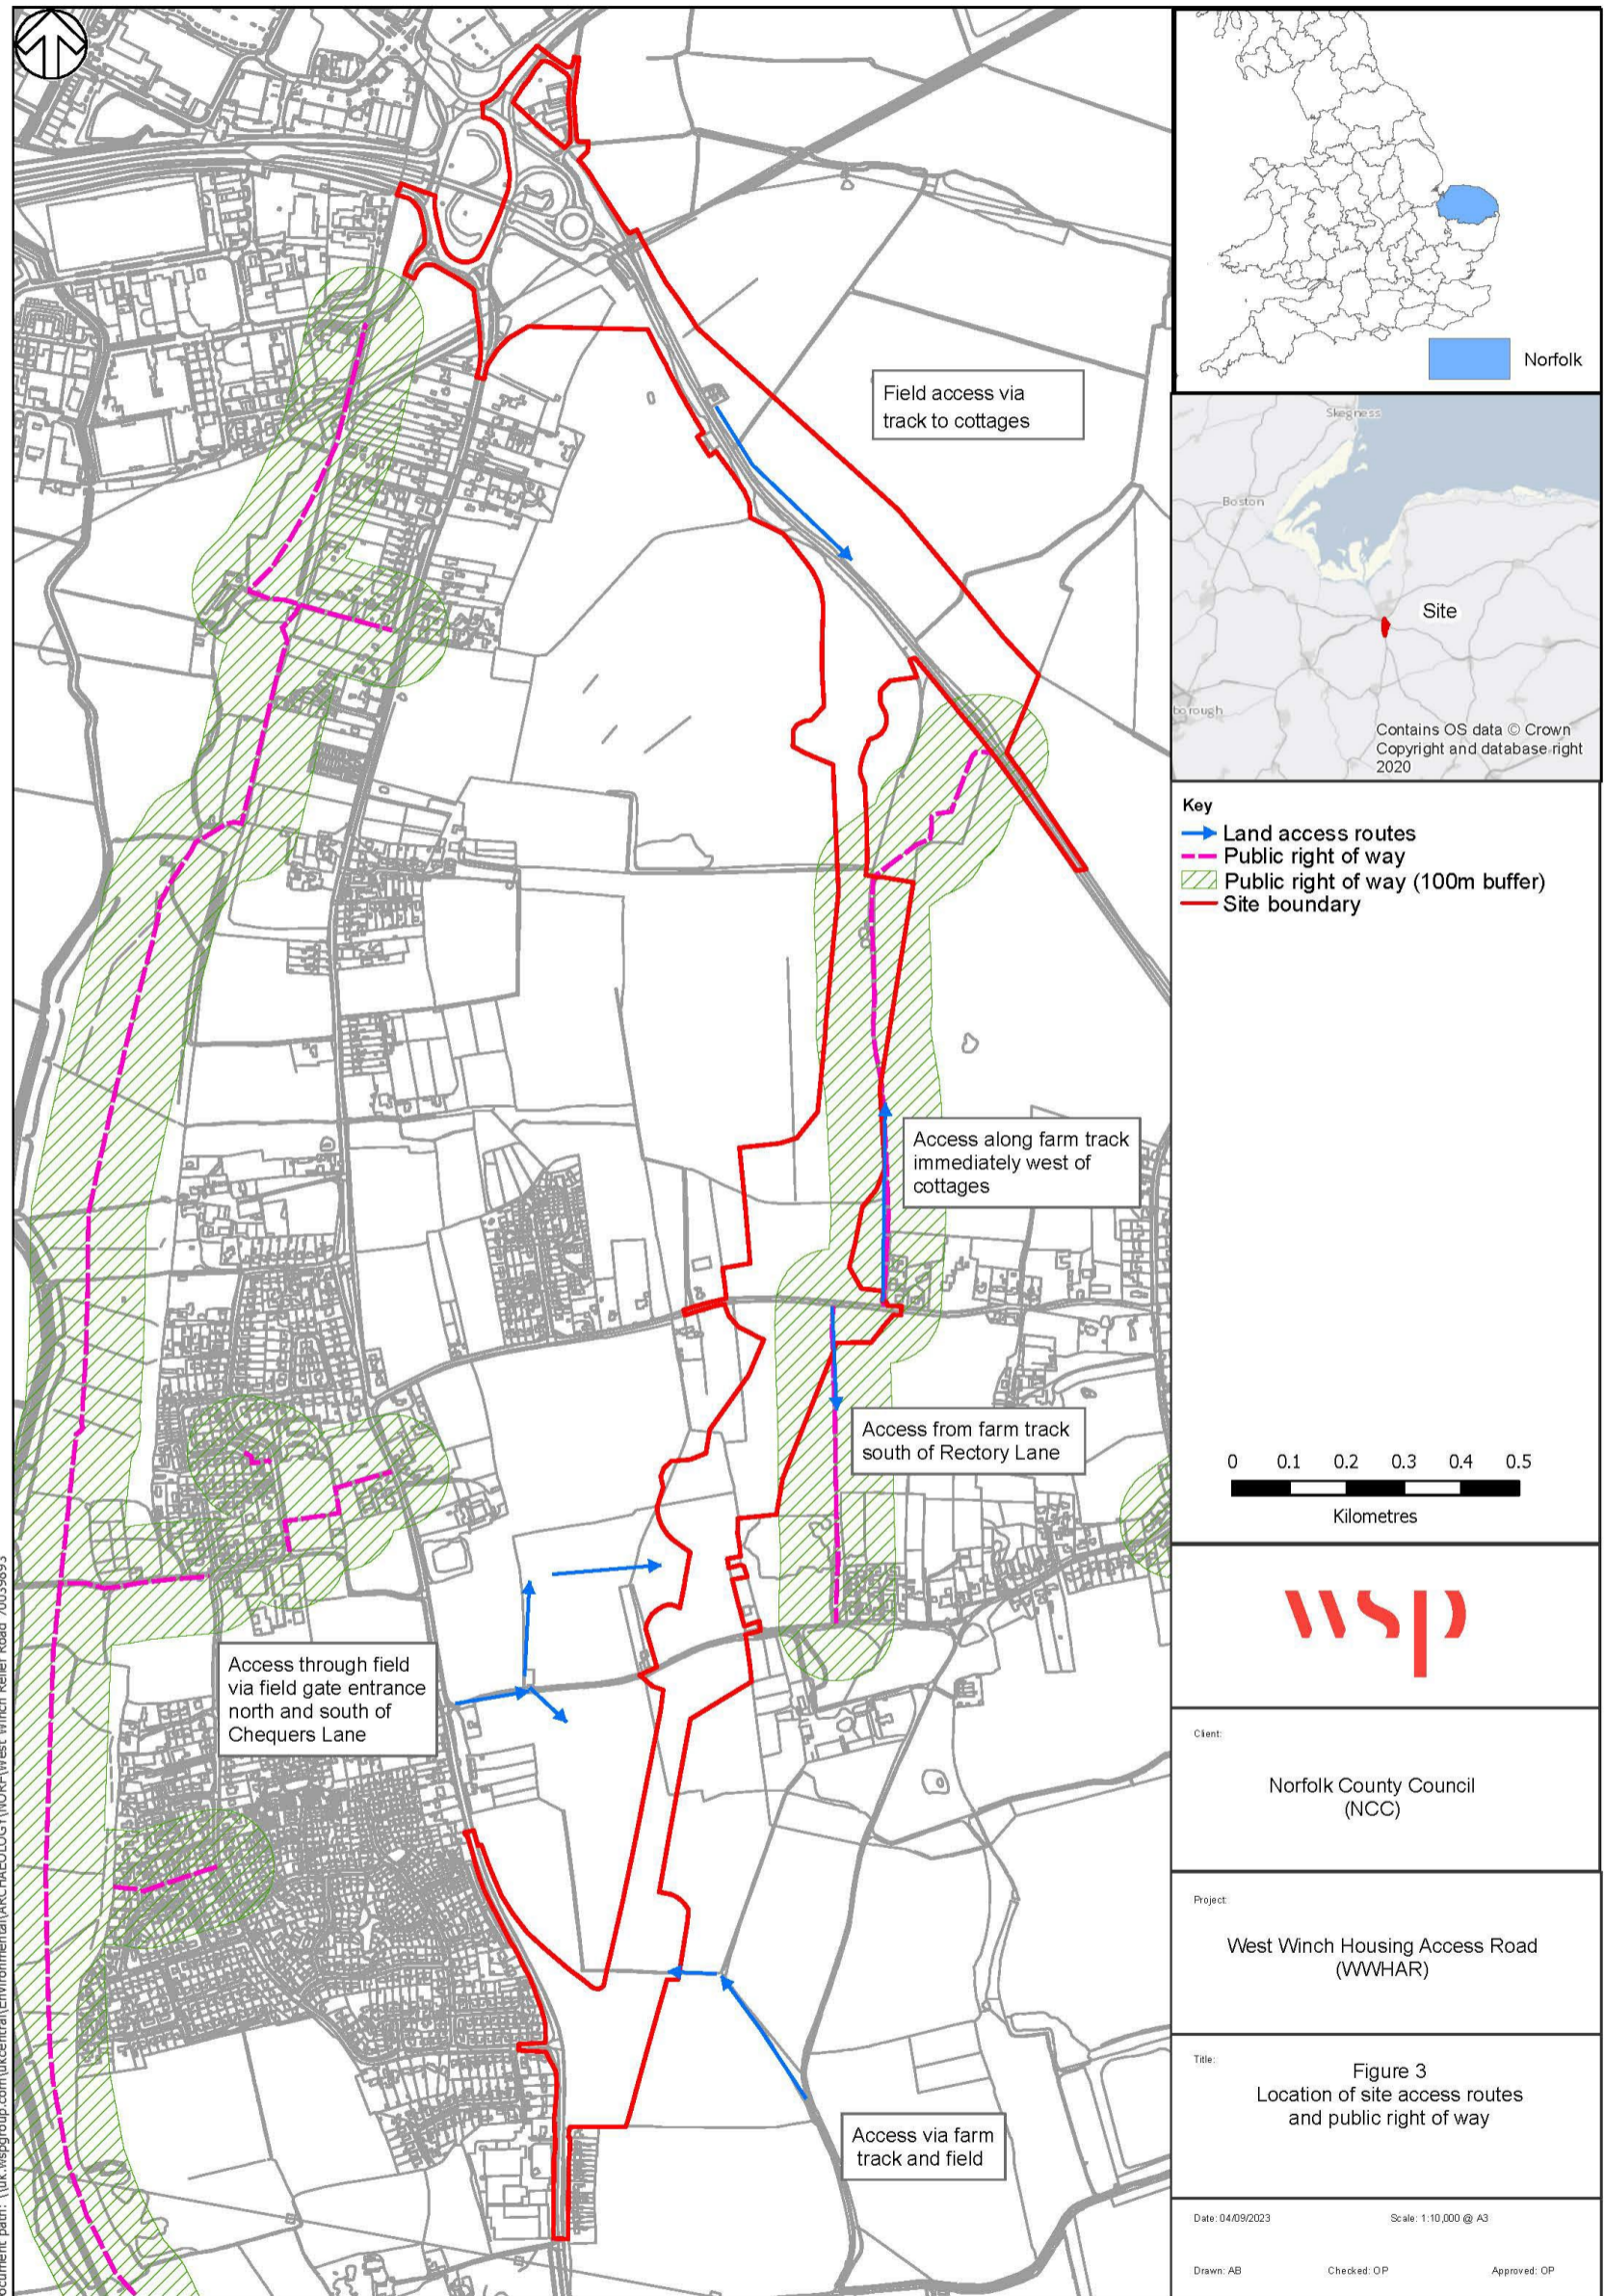 Field access via
track to cottages
Access along farm track
immediately west of
cottages
Access from farm track
south of Rectory Lane
Access through field
via field gate entrance
north and south of
Chequers Lane
Access via farm
track and field
Norfolk
Skegness
Boston
Site
borough
Contains OS data © Crown
Copyright and database right
2020
Key
Land access routes
Public right of way
Public right of way (100m buffer)
Site boundary
0 0.1 0.2 0.3 0.4 0.5
Kilometres
wsp
Client:
Norfolk County Council
(NCC)
Project:
West Winch Housing Access Road
(WWHAR)
Title:
Figure 3
Location of site access routes
and public right of way
Date: 04/09/2023 Scale: 1:10,000 @ A3
Drawn: AB Checked: OP Approved: OP